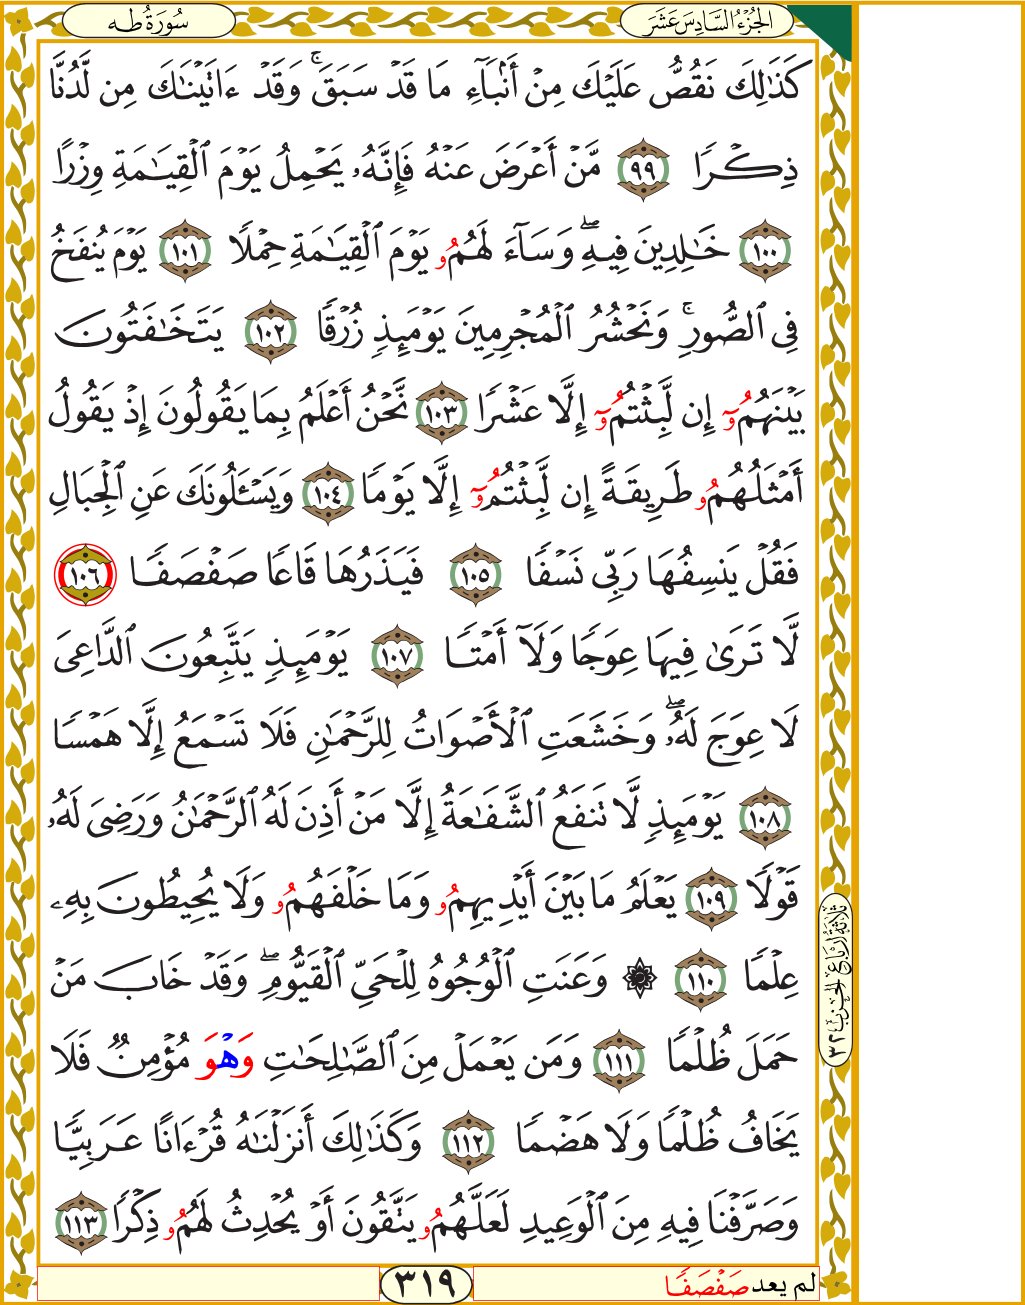 الجُزْءُ السَّادِسَ عَشَرَ
سُورَةُ طه
كَذَٰلِكَ نَقُصُّ عَلَيْكَ مِنْ أَنۢبَآءِ مَا قَدْ سَبَقَۚ وَقَدْ ءَاتَيْنَٰكَ مِن لَّدُنَّا
ذِكْرًا ٩٩ مَّنْ أَعْرَضَ عَنْهُ فَإِنَّهُۥ يَحْمِلُ يَوْمَ ٱلْقِيَٰمَةِ وِزْرًا
١٠٠ خَٰلِدِينَ فِيهِۖ وَسَآءَ لَهُمُۥ يَوْمَ ٱلْقِيَٰمَةِ حِمْلًا ١٠١ يَوْمَ يُنفَخُ
فِى ٱلصُّورِۚ وَنَحْشُرُ ٱلْمُجْرِمِينَ يَوْمَئِذٍ زُرْقًا ١٠٢ يَتَخَٰفَتُونَ
بَيْنَهُمُۥٓ إِن لَّبِثْتُمُۥٓ إِلَّا عَشْرًا ١٠٣ نَّحْنُ أَعْلَمُ بِمَا يَقُولُونَ إِذْ يَقُولُ
أَمْثَلُهُمُۥ طَرِيقَةً إِن لَّبِثْتُمُۥٓ إِلَّا يَوْمًا ١٠٤ وَيَسْـَٔلُونَكَ عَنِ ٱلْجِبَالِ
فَقُلْ يَنسِفُهَا رَبِّى نَسْفًا ١٠٥ فَيَذَرُهَا قَاعًا صَفْصَفًا ١٠٦
لَّا تَرَىٰ فِيهَا عِوَجًا وَلَآ أَمْتًا ١٠٧ يَوْمَئِذٍ يَتَّبِعُونَ ٱلدَّاعِىَ
لَا عِوَجَ لَهُۥۖ وَخَشَعَتِ ٱلْأَصْوَاتُ لِلرَّحْمَٰنِ فَلَا تَسْمَعُ إِلَّا هَمْسًا
١٠٨ يَوْمَئِذٍ لَّا تَنفَعُ ٱلشَّفَٰعَةُ إِلَّا مَنْ أَذِنَ لَهُ ٱلرَّحْمَٰنُ وَرَضِىَ لَهُۥ
قَوْلًا ١٠٩ يَعْلَمُ مَا بَيْنَ أَيْدِيهِمُۥ وَمَا خَلْفَهُمُۥ وَلَا يُحِيطُونَ بِهِۦ
عِلْمًا ١١٠ ۞ وَعَنَتِ ٱلْوُجُوهُ لِلْحَىِّ ٱلْقَيُّومِۖ وَقَدْ خَابَ مَنْ
حَمَلَ ظُلْمًا ١١١ وَمَن يَعْمَلْ مِنَ ٱلصَّٰلِحَٰتِ وَهْوَ مُؤْمِنٌ فَلَا
يَخَافُ ظُلْمًا وَلَا هَضْمًا ١١٢ وَكَذَٰلِكَ أَنزَلْنَٰهُ قُرْءَانًا عَرَبِيًّا
وَصَرَّفْنَا فِيهِ مِنَ ٱلْوَعِيدِ لَعَلَّهُمُۥ يَتَّقُونَ أَوْ يُحْدِثُ لَهُمُۥ ذِكْرًا ١١٣
ثلاثة أرباع الحزب ٣٢
لم يعد صَفْصَفًا
٣١٩